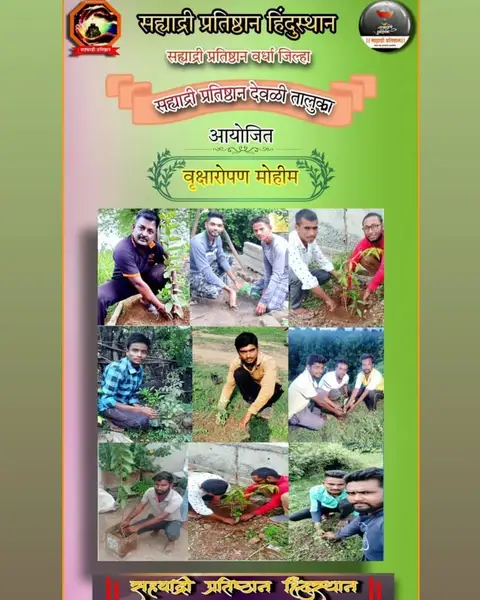 सह्याद्री प्रतिष्ठान हिंदुस्थान
सह्याद्री प्रतिष्ठान वर्धा जिल्हा
सह्याद्री प्रतिष्ठान देवळी तालुका
आयोजित
वृक्षारोपण मोहीम
सह्याद्री प्रतिष्ठान हिंदुस्थान